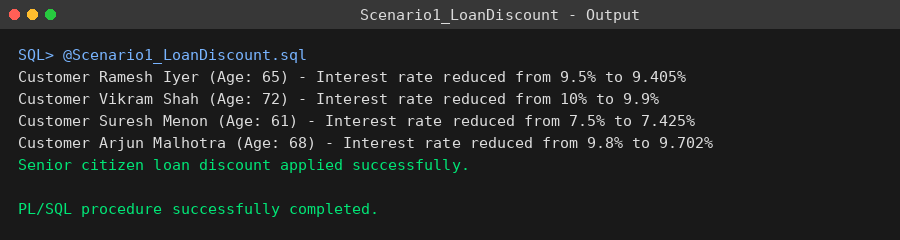 Scenario1_LoanDiscount - Output
SQL> @Scenario1_LoanDiscount.sql
Customer Ramesh Iyer (Age: 65) - Interest rate reduced from 9.5% to 9.405%
Customer Vikram Shah (Age: 72) - Interest rate reduced from 10% to 9.9%
Customer Suresh Menon (Age: 61) - Interest rate reduced from 7.5% to 7.425%
Customer Arjun Malhotra (Age: 68) - Interest rate reduced from 9.8% to 9.702%
Senior citizen loan discount applied successfully.
PL/SQL procedure successfully completed.